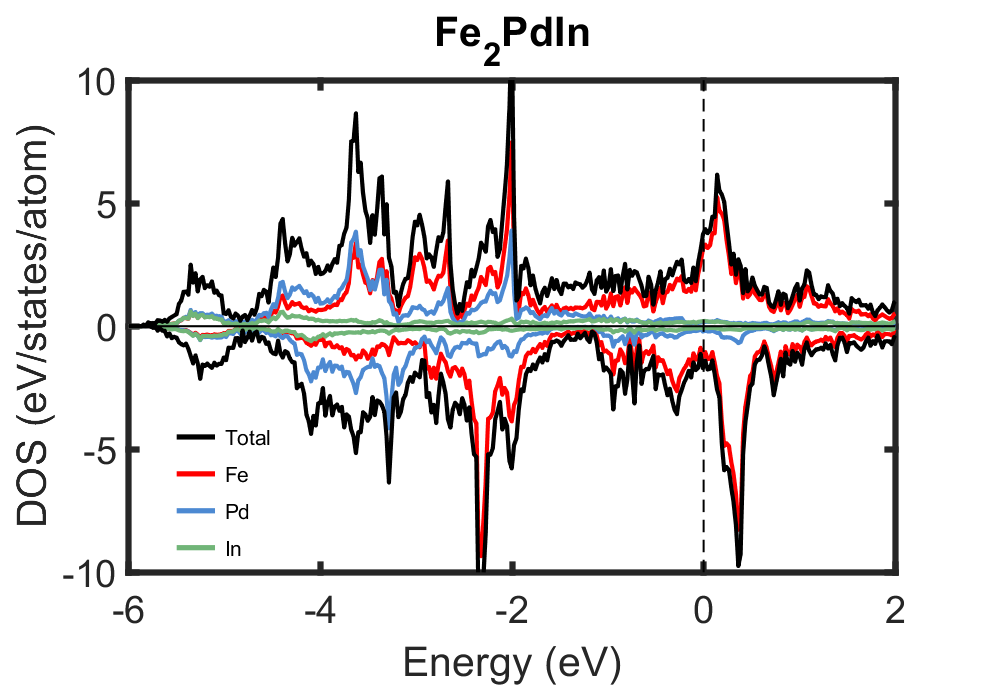 Fe₂PdIn
DOS (eV/states/atom)
10
5
0
-5
-10
Total
Fe
Pd
In
-6 -4 -2 0 2
Energy (eV)